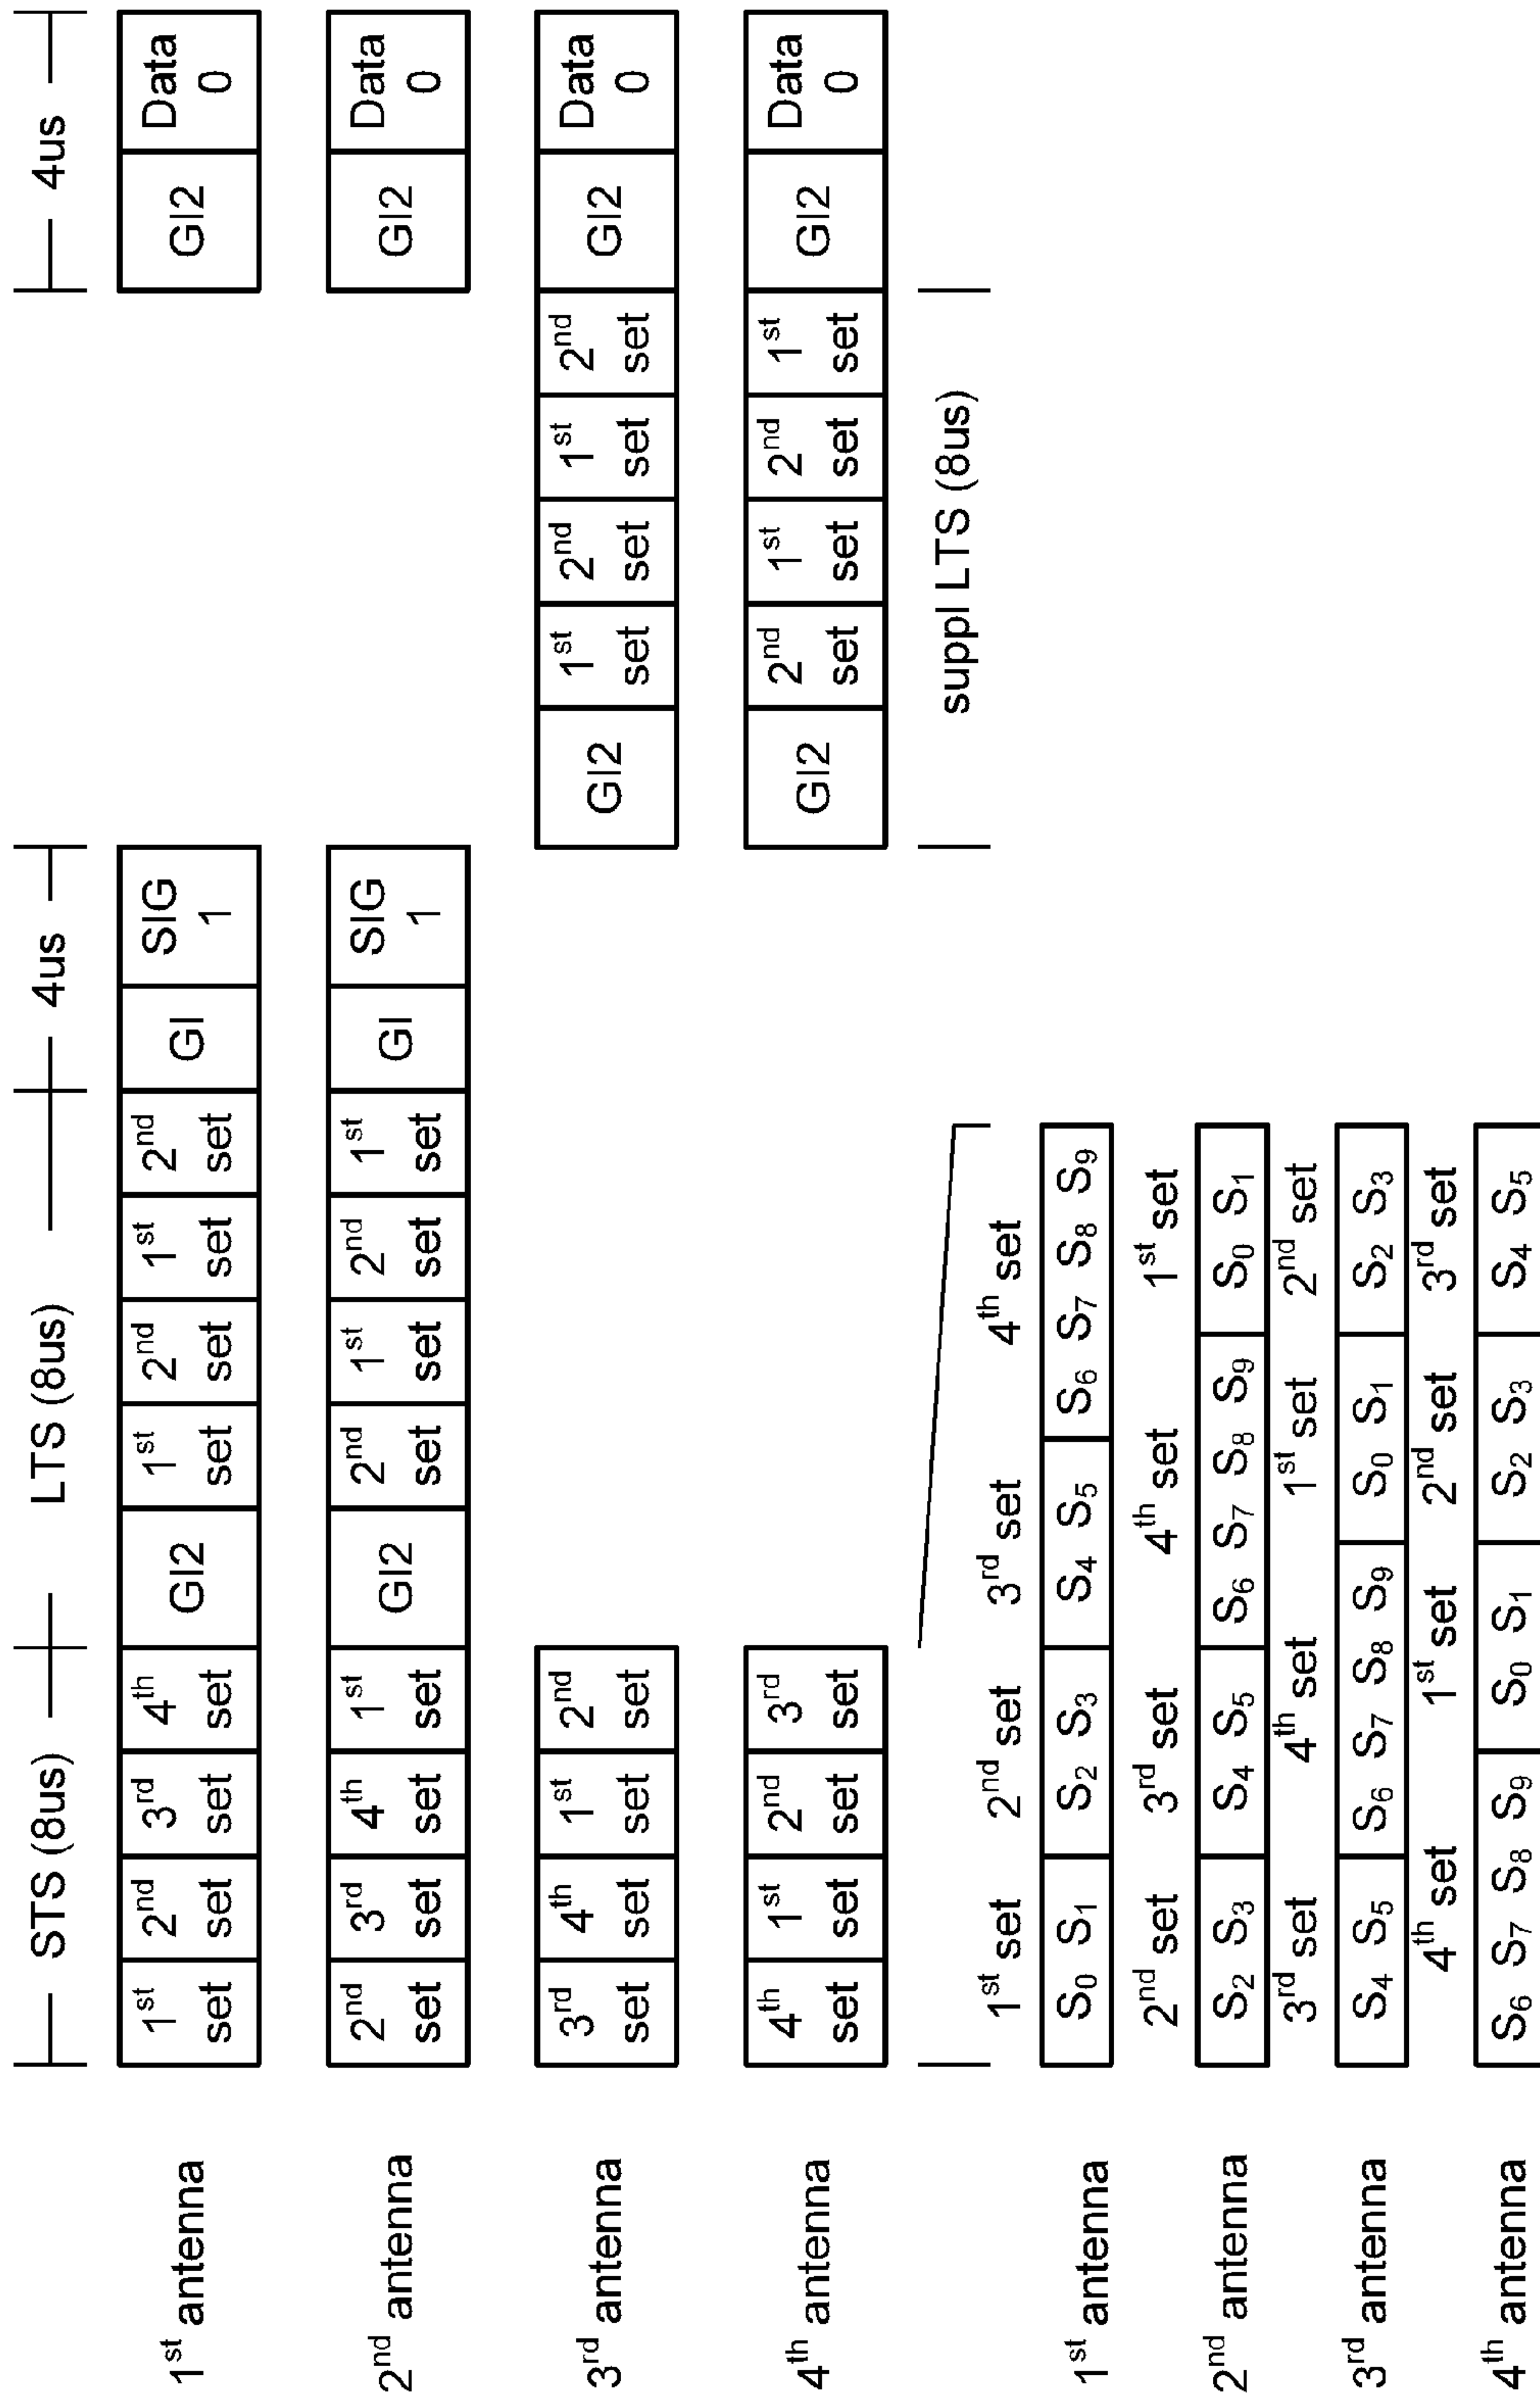 STS (8us) LTS (8us) 4us 4us
1st antenna 1st set 2nd set 3rd set 4th set GI2 1st set 2nd set 1st set 2nd set GI SIG 1 GI2 Data 0
2nd antenna 2nd set 3rd set 4th set 1st set GI2 2nd set 1st set 2nd set 1st set GI SIG 1 GI2 Data 0
3rd antenna 3rd set 4th set 1st set 2nd set GI2 1st set 2nd set 1st set 2nd set GI2 Data 0
4th antenna 4th set 1st set 2nd set 3rd set GI2 2nd set 1st set 2nd set 1st set GI2 Data 0
suppl LTS (8us)
1st set 2nd set 3rd set 4th set
1st antenna S0 S1 S2 S3 S4 S5 S6 S7 S8 S9
2nd set 3rd set 4th set 1st set
2nd antenna S2 S3 S4 S5 S6 S7 S8 S9 S0 S1
3rd set 4th set 1st set 2nd set
3rd antenna S4 S5 S6 S7 S8 S9 S0 S1 S2 S3
4th set 1st set 2nd set 3rd set
4th antenna S6 S7 S8 S9 S0 S1 S2 S3 S4 S5